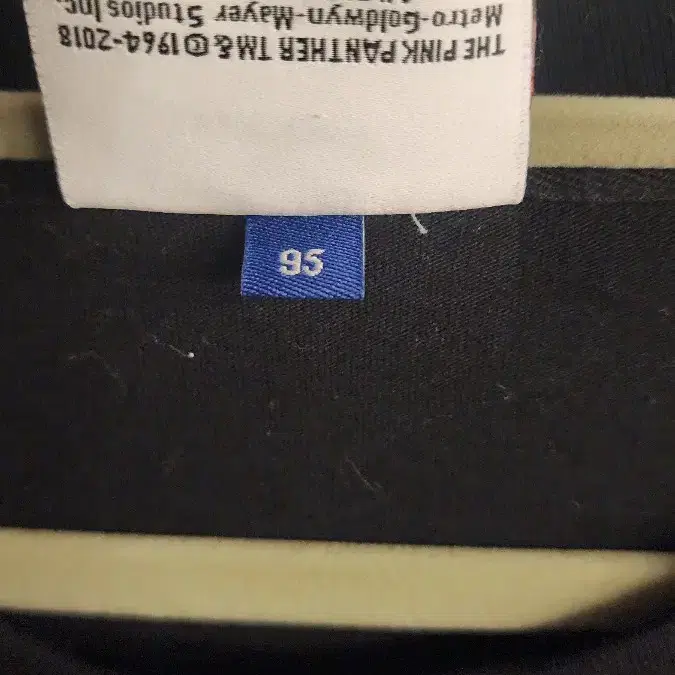 THE PINK PANTHER TM&©1964-2018
Metro-Goldwyn-Mayer Studios Inc.
95